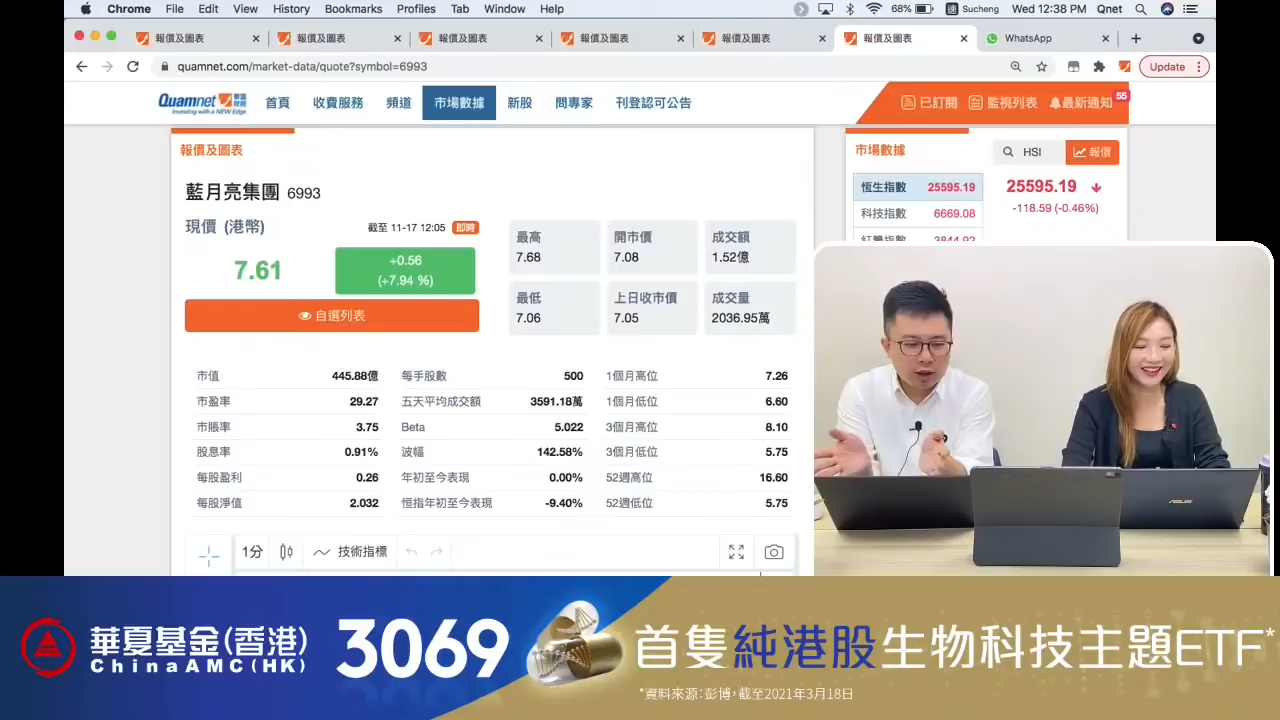 Chrome File Edit View History Bookmarks Profiles Tab Window Help 68% 速 Sucheng Wed 12:38 PM Qnet
報價及圖表 報價及圖表 報價及圖表 報價及圖表 報價及圖表 報價及圖表 WhatsApp
quamnet.com/market-data/quote?symbol=6993 Update
Quamnet 華富財經 首頁 收費服務 頻道 市場數據 新股 問專家 刊登認可公告 已訂閱 監視列表 最新通知 55
Investing with a NEW Edge
報價及圖表
藍月亮集團 6993
現價 (港幣) 截至 11-17 12:05 即時
7.61
+0.56
(+7.94 %)
自選列表
最高 開市價 成交額
7.68 7.08 1.52億
最低 上日收市價 成交量
7.06 7.05 2036.95萬
市值 445.88億 每手股數 500 1個月高位 7.26
市盈率 29.27 五天平均成交額 3591.18萬 1個月低位 6.60
市賬率 3.75 Beta 5.022 3個月高位 8.10
股息率 0.91% 波幅 142.58% 3個月低位 5.75
每股盈利 0.26 年初至今表現 0.00% 52週高位 16.60
每股淨值 2.032 恒指年初至今表現 -9.40% 52週低位 5.75
1分 技術指標
市場數據 HSI 報價
恆生指數 25595.19
科技指數 6669.08
紅籌指數 3844.92
25595.19
-118.59 (-0.46%)
ASUS
華夏基金(香港)
ChinaAMC(HK)
3069
首隻純港股生物科技主題ETF*
*資料來源:彭博,截至2021年3月18日